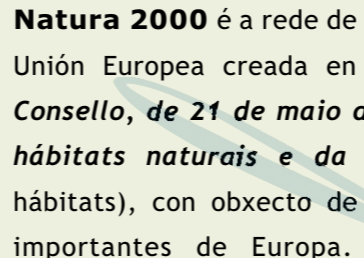 Natura 2000 é a rede de
Unión Europea creada en
Consello, de 21 de maio
hábitats naturais e da
hábitats), con obxecto de
importantes de Europa.